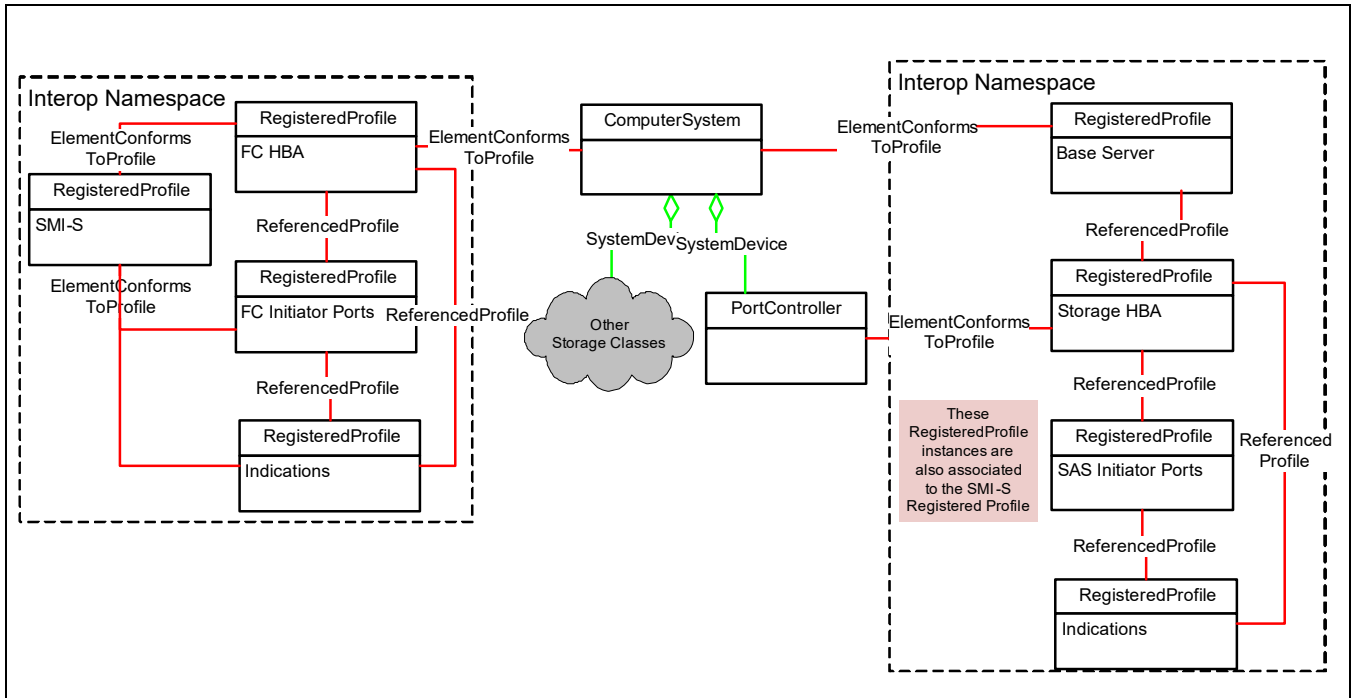 Interop Namespace
RegisteredProfile
FC HBA
ElementConforms
ToProfile
RegisteredProfile
SMI-S
ElementConforms
ToProfile
ReferencedProfile
RegisteredProfile
FC Initiator Ports
ReferencedProfile
ReferencedProfile
RegisteredProfile
Indications
ElementConforms
ToProfile
ComputerSystem
SystemDevi
SystemDevice
Other
Storage Classes
PortController
ElementConforms
ToProfile
ElementConforms
ToProfile
Interop Namespace
RegisteredProfile
Base Server
ReferencedProfile
RegisteredProfile
Storage HBA
ReferencedProfile
These
RegisteredProfile
instances are
also associated
to the SMI-S
Registered Profile
RegisteredProfile
SAS Initiator Ports
Referenced
Profile
ReferencedProfile
RegisteredProfile
Indications